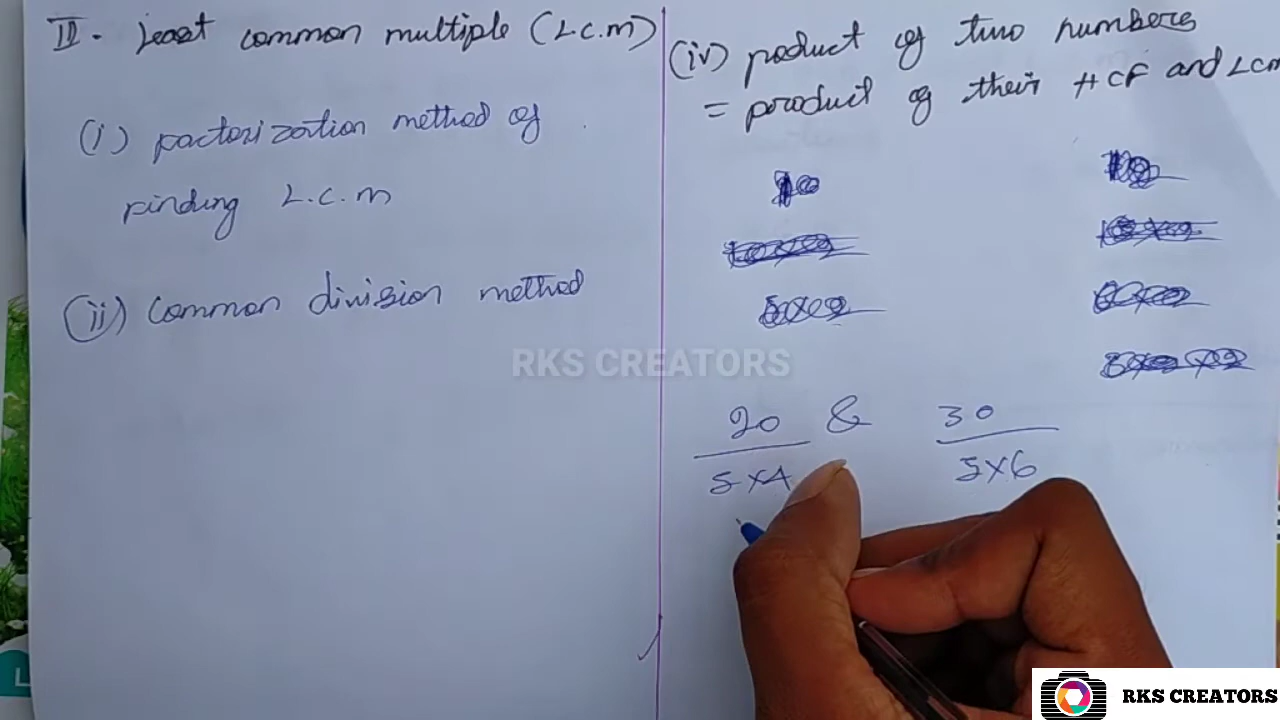 II. Least common multiple (L.C.M)
(i) Factorization method of
Finding L.C.M
(ii) Common division method
(iv) product of two numbers
= product of their HCF and LCM
20 & 30
5×4 5×6
RKS CREATORS
RKS CREATORS
L